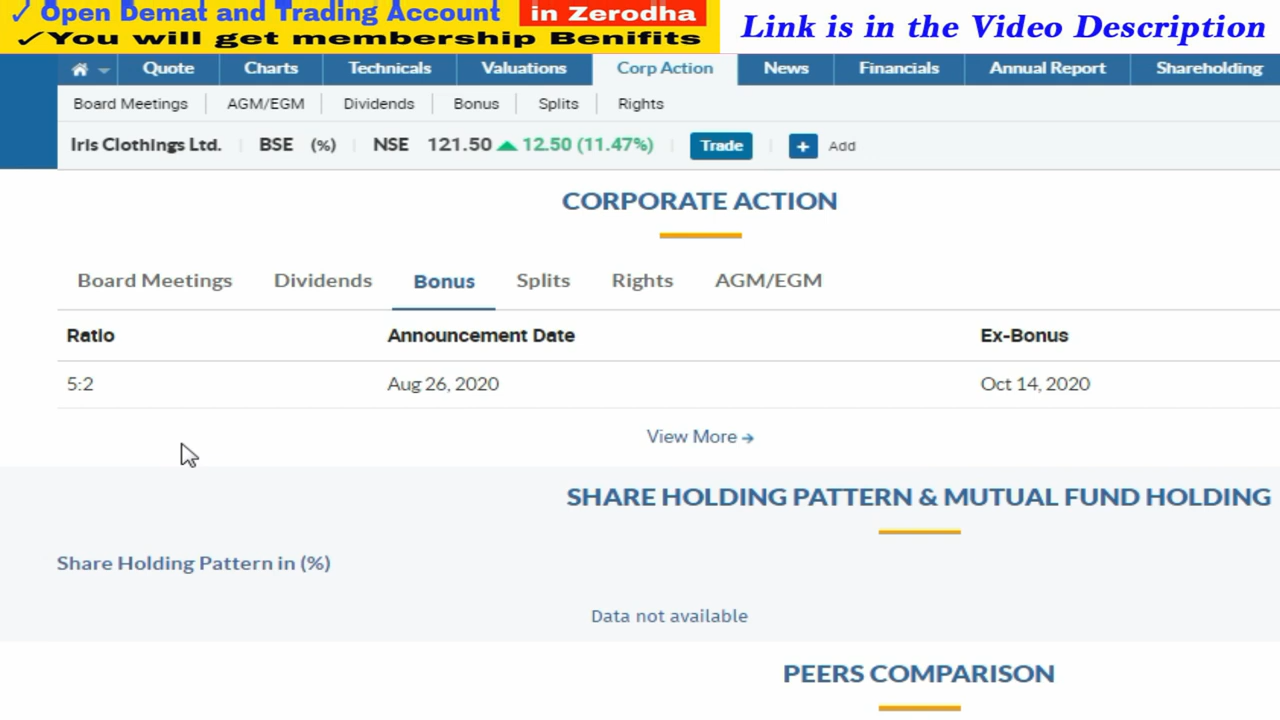 ✓ Open Demat and Trading Account in Zerodha
✓You will get membership Benifits
Link is in the Video Description
Quote Charts Technicals Valuations Corp Action News Financials Annual Report Shareholding
Board Meetings AGM/EGM Dividends Bonus Splits Rights
Iris Clothings Ltd. BSE (%) NSE 121.50 12.50 (11.47%) Trade + Add
CORPORATE ACTION
Board Meetings Dividends Bonus Splits Rights AGM/EGM
Ratio Announcement Date Ex-Bonus
5:2 Aug 26, 2020 Oct 14, 2020
View More →
SHARE HOLDING PATTERN & MUTUAL FUND HOLDING
Share Holding Pattern in (%)
Data not available
PEERS COMPARISON